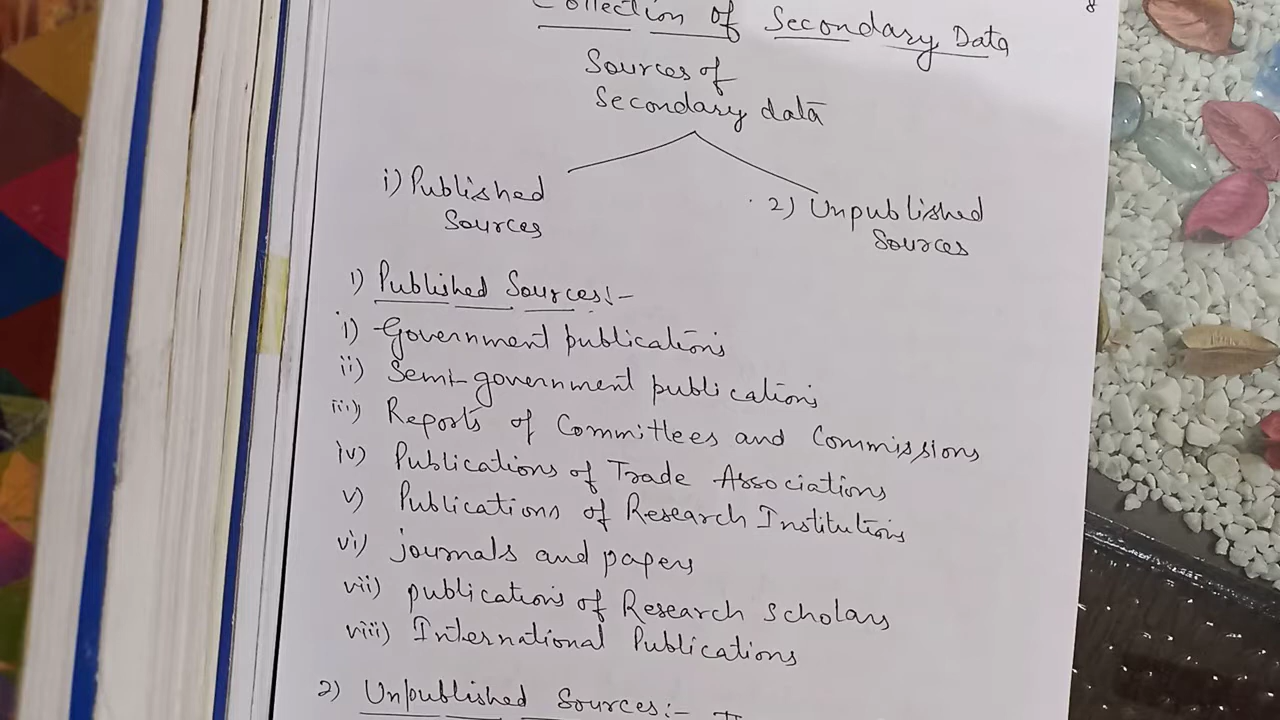 Collection of Secondary Data
Sources of
Secondary data
i) Published
Sources
2) Unpublished
Sources
1) Published Sources:-
i) Government publications
ii) Semi-government publications
iii) Reports of Committees and Commissions
iv) Publications of Trade Associations
v) Publications of Research Institutions
vi) journals and papers
vii) publications of Research Scholars
viii) International Publications
2) Unpublished Sources:-